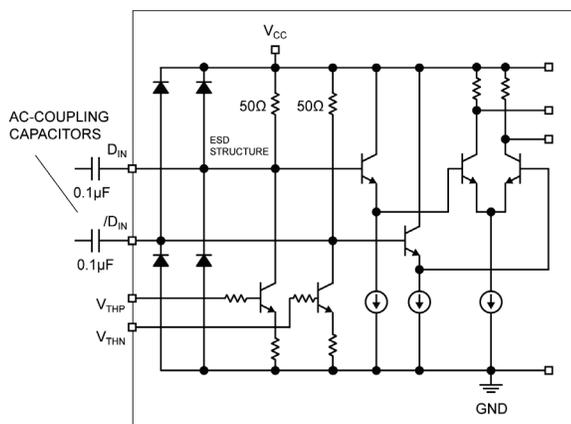 V_CC
50Ω 50Ω
AC-COUPLING
CAPACITORS
D_IN
ESD
STRUCTURE
0.1µF
/D_IN
0.1µF
V_THP
V_THN
GND